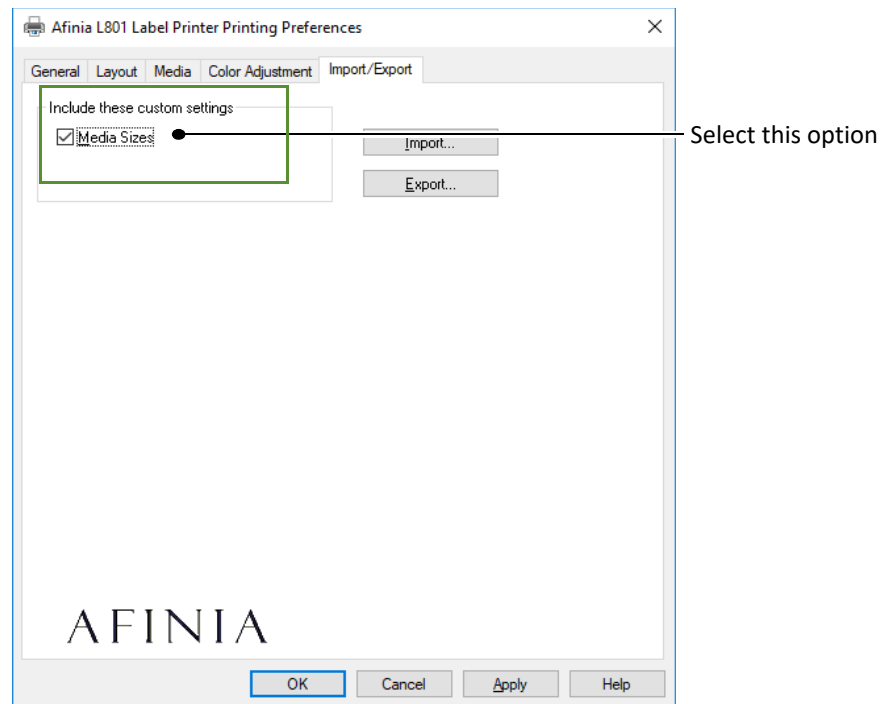 Afinia L801 Label Printer Printing Preferences
General Layout Media Color Adjustment Import/Export
Include these custom settings
Media Sizes
Import...
Select this option
Export...
AFINIA
OK Cancel Apply Help